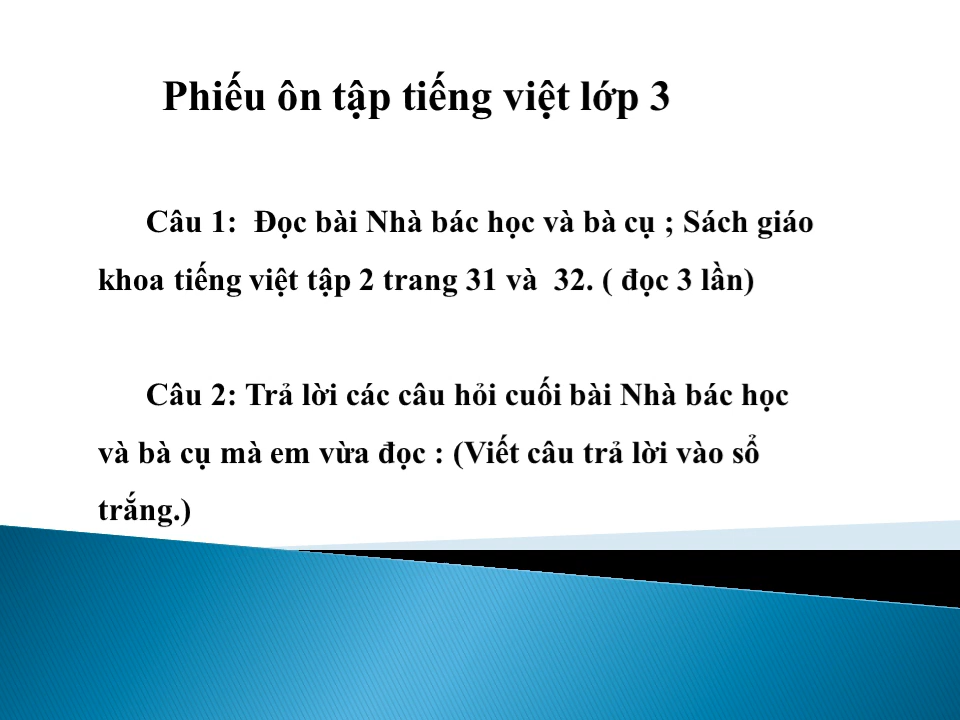 Phiếu ôn tập tiếng việt lớp 3
Câu 1:  Đọc bài Nhà bác học và bà cụ ; Sách giáo
khoa tiếng việt tập 2 trang 31 và  32. ( đọc 3 lần)
Câu 2: Trả lời các câu hỏi cuối bài Nhà bác học
và bà cụ mà em vừa đọc : (Viết câu trả lời vào sổ
trắng.)